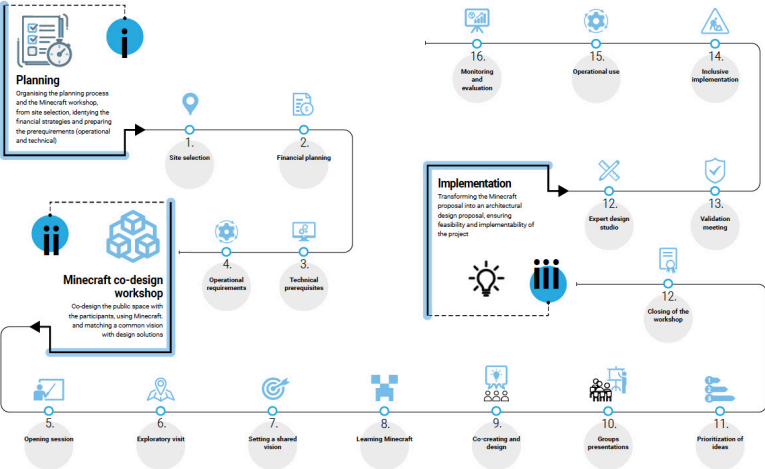 i
Planning
Organising the planning process
and the Minecraft workshop,
from site selection, identying the
financial strategies and preparing
the prerequirements (operational
and technical)
1.
Site selection
2.
Financial planning
3.
Technical
prerequisites
4.
Operational
requirements
ii
Minecraft co-design
workshop
Co-design the public space with
the participants, using Minecraft.
and matching a common vision
with design solutions
5.
Opening session
6.
Exploratory visit
7.
Setting a shared
vision
8.
Learning Minecraft
9.
Co-creating and
design
10.
Groups
presentations
11.
Prioritization of
ideas
12.
Closing of the
workshop
iii
Implementation
Transforming the Minecraft
proposal into an architectural
design proposal, ensuring
feasibility and implementability of
the project
12.
Expert design
studio
13.
Validation
meeting
14.
Inclusive
implementation
15.
Operational use
16.
Monitoring
and
evaluation